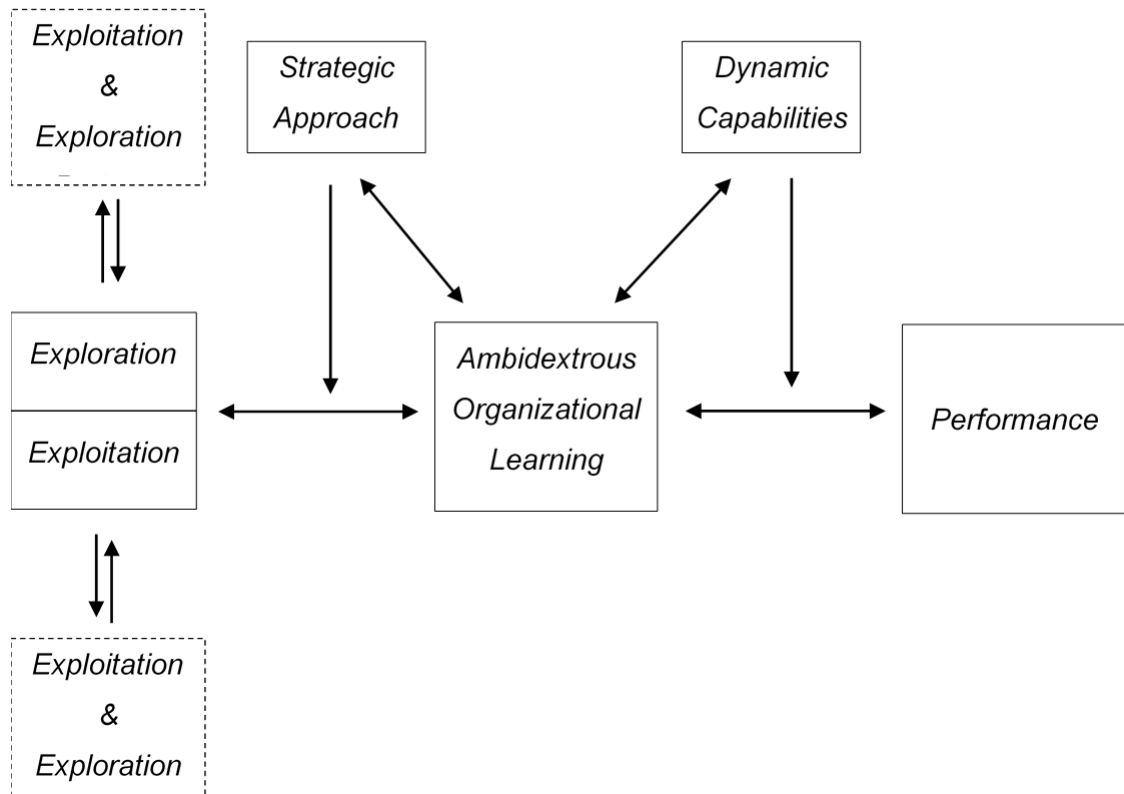 Exploitation
&
Exploration
Strategic
Approach
Dynamic
Capabilities
Exploration
Exploitation
Ambidextrous
Organizational
Learning
Performance
Exploitation
&
Exploration